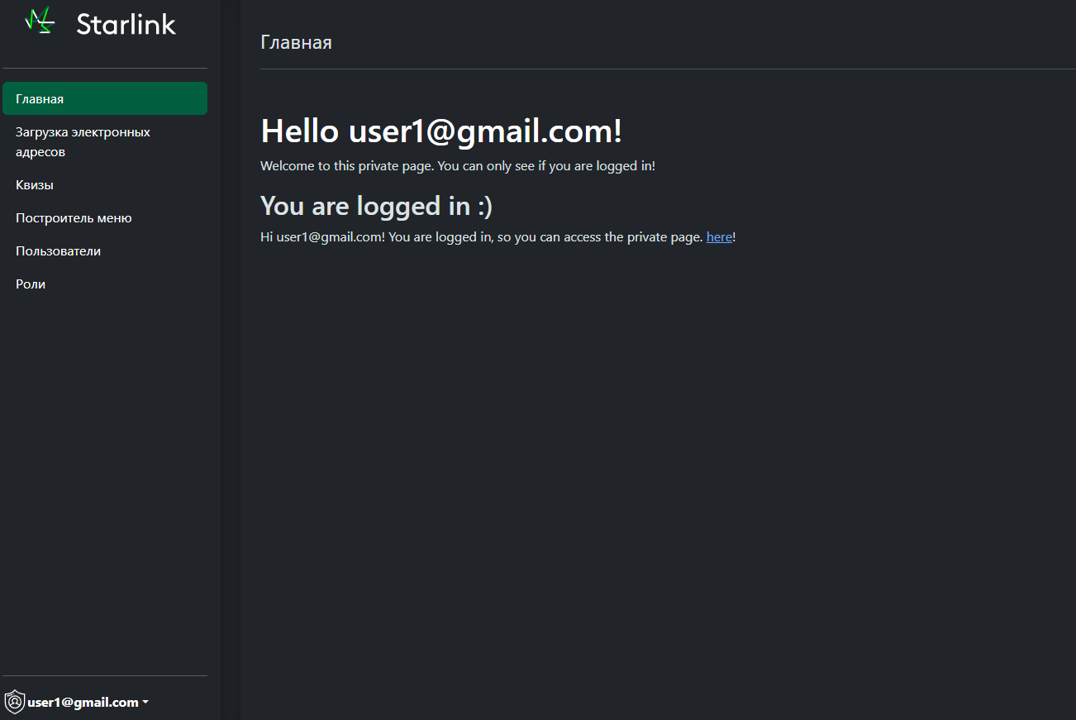 Starlink
Главная
Загрузка электронных
адресов
Квизы
Построитель меню
Пользователи
Роли
user1@gmail.com
Главная
Hello user1@gmail.com!
Welcome to this private page. You can only see if you are logged in!
You are logged in :)
Hi user1@gmail.com! You are logged in, so you can access the private page. here!